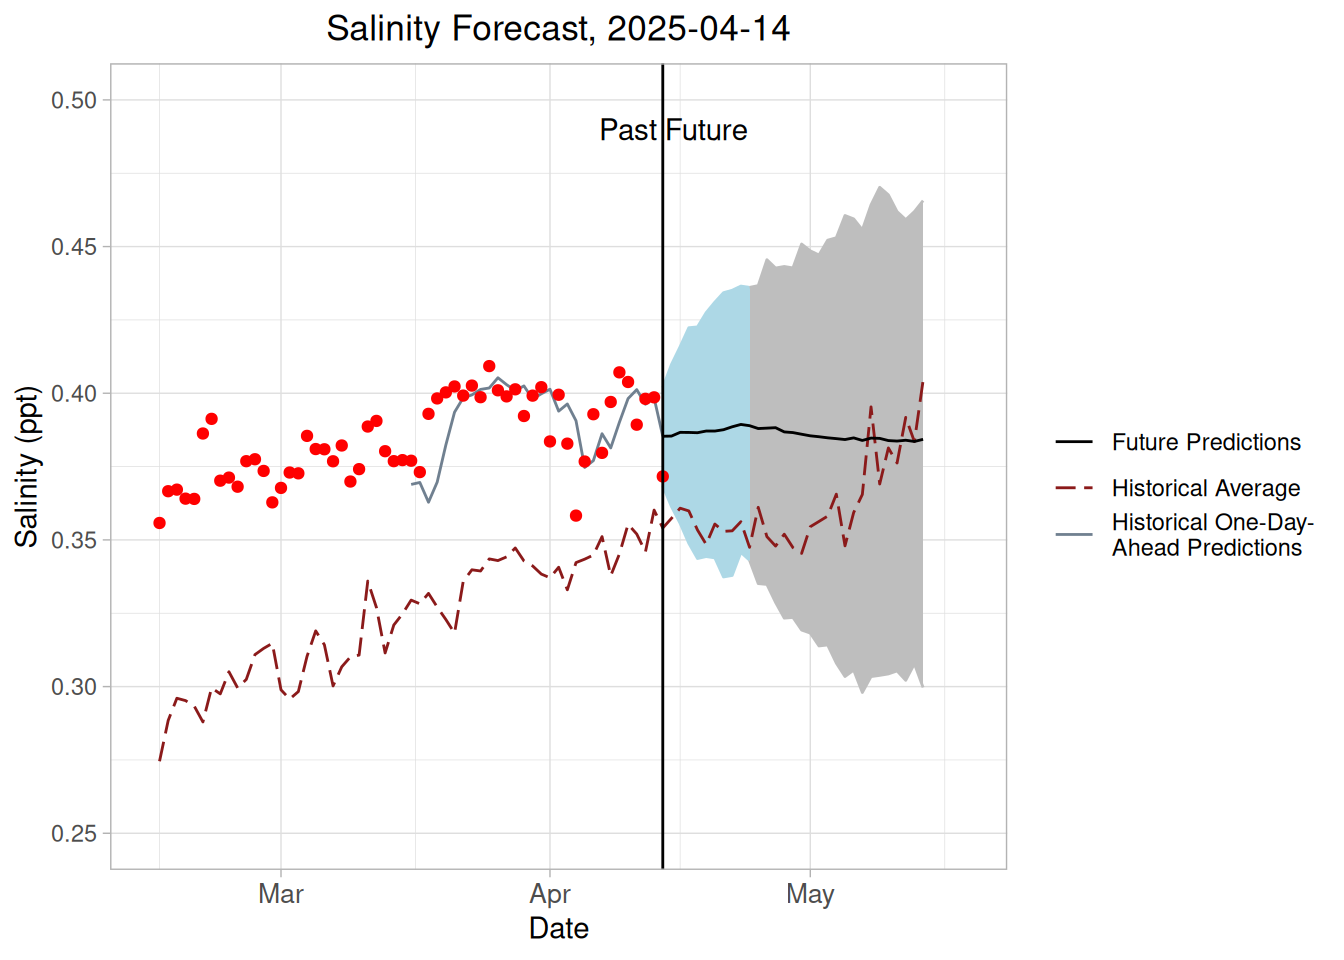 Salinity Forecast, 2025-04-14
0.50
Past Future
0.45
0.40
0.35
0.30
0.25
Salinity (ppt)
Mar
Apr
May
Date
Future Predictions
Historical Average
Historical One-Day-
Ahead Predictions